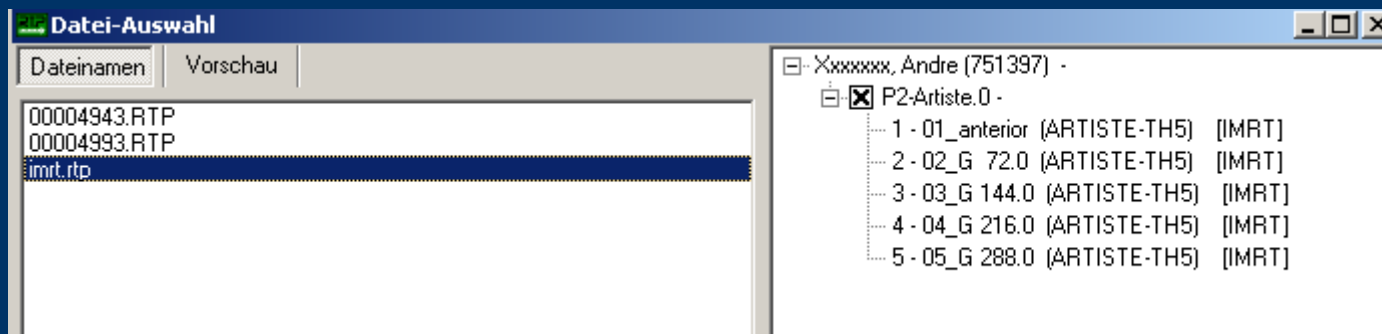 Datei-Auswahl
Dateinamen
Vorschau
00004943.RTP
00004993.RTP
imrt.rtp
Xxxxxxx, Andre (751397) -
P2-Artiste.0 -
1 - 01_anterior (ARTISTE-TH5) [IMRT]
2 - 02_G 72.0 (ARTISTE-TH5) [IMRT]
3 - 03_G 144.0 (ARTISTE-TH5) [IMRT]
4 - 04_G 216.0 (ARTISTE-TH5) [IMRT]
5 - 05_G 288.0 (ARTISTE-TH5) [IMRT]